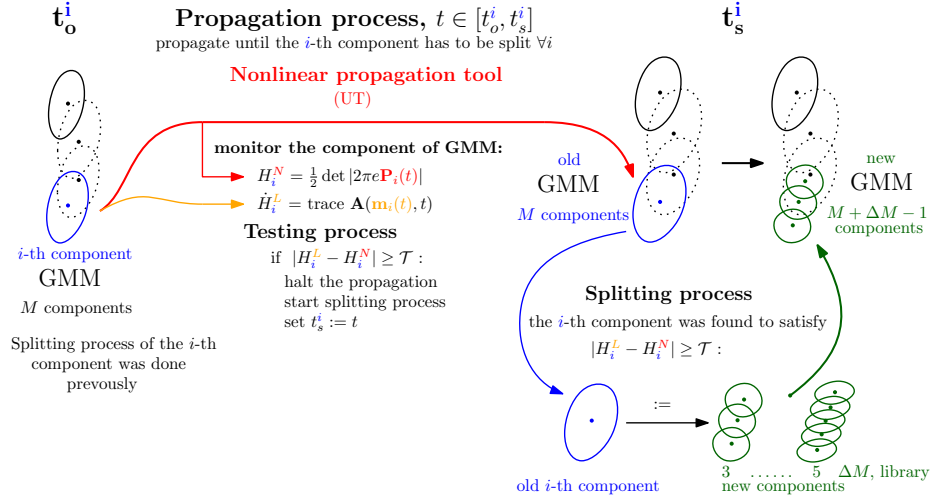 t_o^i
Propagation process, t ∈ [t_o^i, t_s^i]
t_s^i
propagate until the i-th component has to be split ∀i
Nonlinear propagation tool
(UT)
monitor the component of GMM:
H_i^N = ½ det |2πeP_i(t)|
Ḣ_i^L = trace A(m_i(t), t)
Testing process
if |H_i^L − H_i^N| ≥ 𝒯 :
halt the propagation
start splitting process
set t_s^i := t
i-th component
GMM
M components
Splitting process of the i-th
component was done
prevously
old
GMM
M components
new
GMM
M + ΔM − 1
components
Splitting process
the i-th component was found to satisfy
|H_i^L − H_i^N| ≥ 𝒯 :
:=
old i-th component
3 ...... 5 ΔM, library
new components